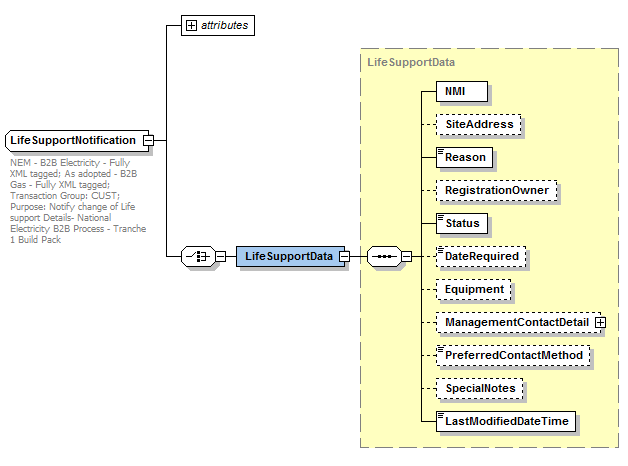 attributes
LifeSupportData
NMI
SiteAddress
LifeSupportNotification
NEM - B2B Electricity - Fully
XML tagged; As adopted - B2B
Gas - Fully XML tagged;
Transaction Group: CUST;
Purpose: Notify change of Life
support Details- National
Electricity B2B Process - Tranche
1 Build Pack
Reason
RegistrationOwner
Status
LifeSupportData
DateRequired
Equipment
ManagementContactDetail
PreferredContactMethod
SpecialNotes
LastModifiedDateTime